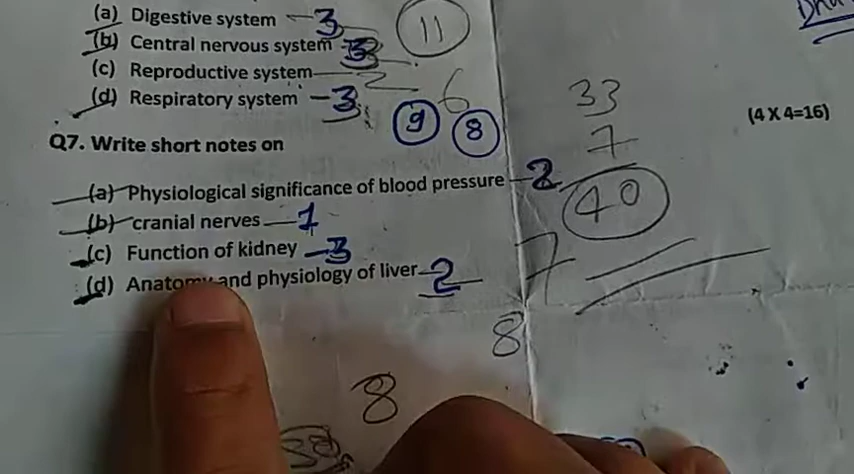 (a) Digestive system - 3
(b) Central nervous system - 3
(c) Reproductive system - 2
(d) Respiratory system - 3
11
6
9 8
33
7
40
(4 X 4=16)
Q7. Write short notes on
(a) Physiological significance of blood pressure - 2
(b) cranial nerves - 1
(c) Function of kidney - 3
(d) Anatomy and physiology of liver - 2
7
8
8